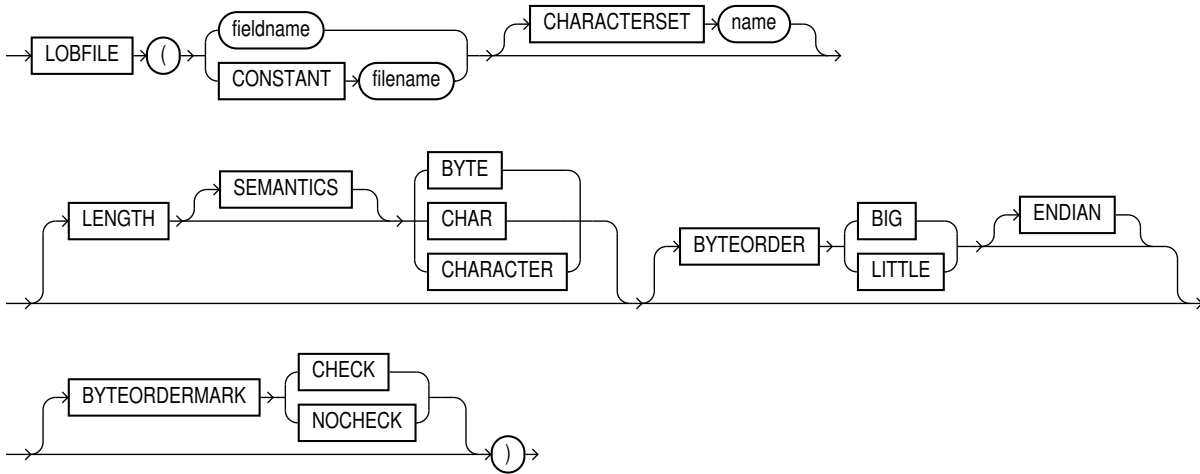 LOBFILE ( fieldname CHARACTERSET name
CONSTANT filename
LENGTH SEMANTICS BYTE
CHAR
CHARACTER
BYTEORDER BIG ENDIAN
LITTLE
BYTEORDERMARK CHECK
NOCHECK
)